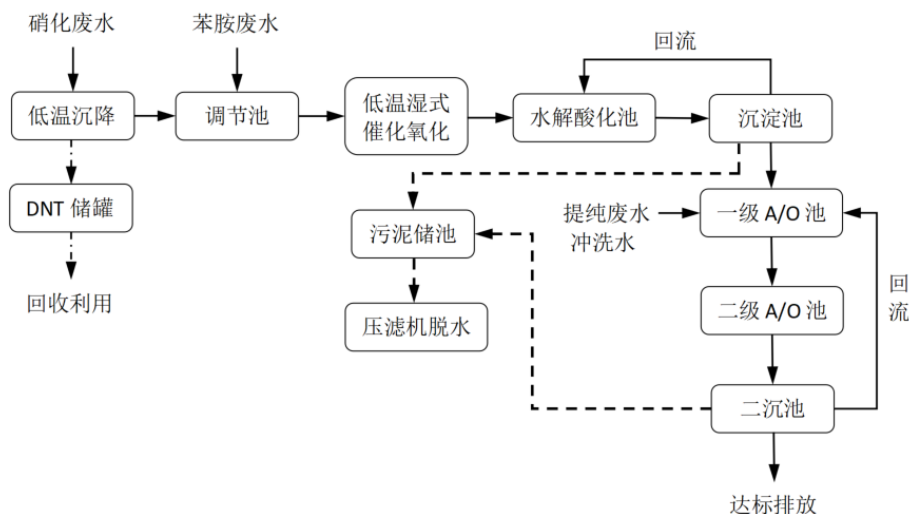 硝化废水
苯胺废水
回流
低温沉降
调节池
低温湿式
催化氧化
水解酸化池
沉淀池
DNT 储罐
污泥储池
提纯废水
冲洗水
一级 A/O 池
回收利用
压滤机脱水
二级 A/O 池
回
流
二沉池
达标排放